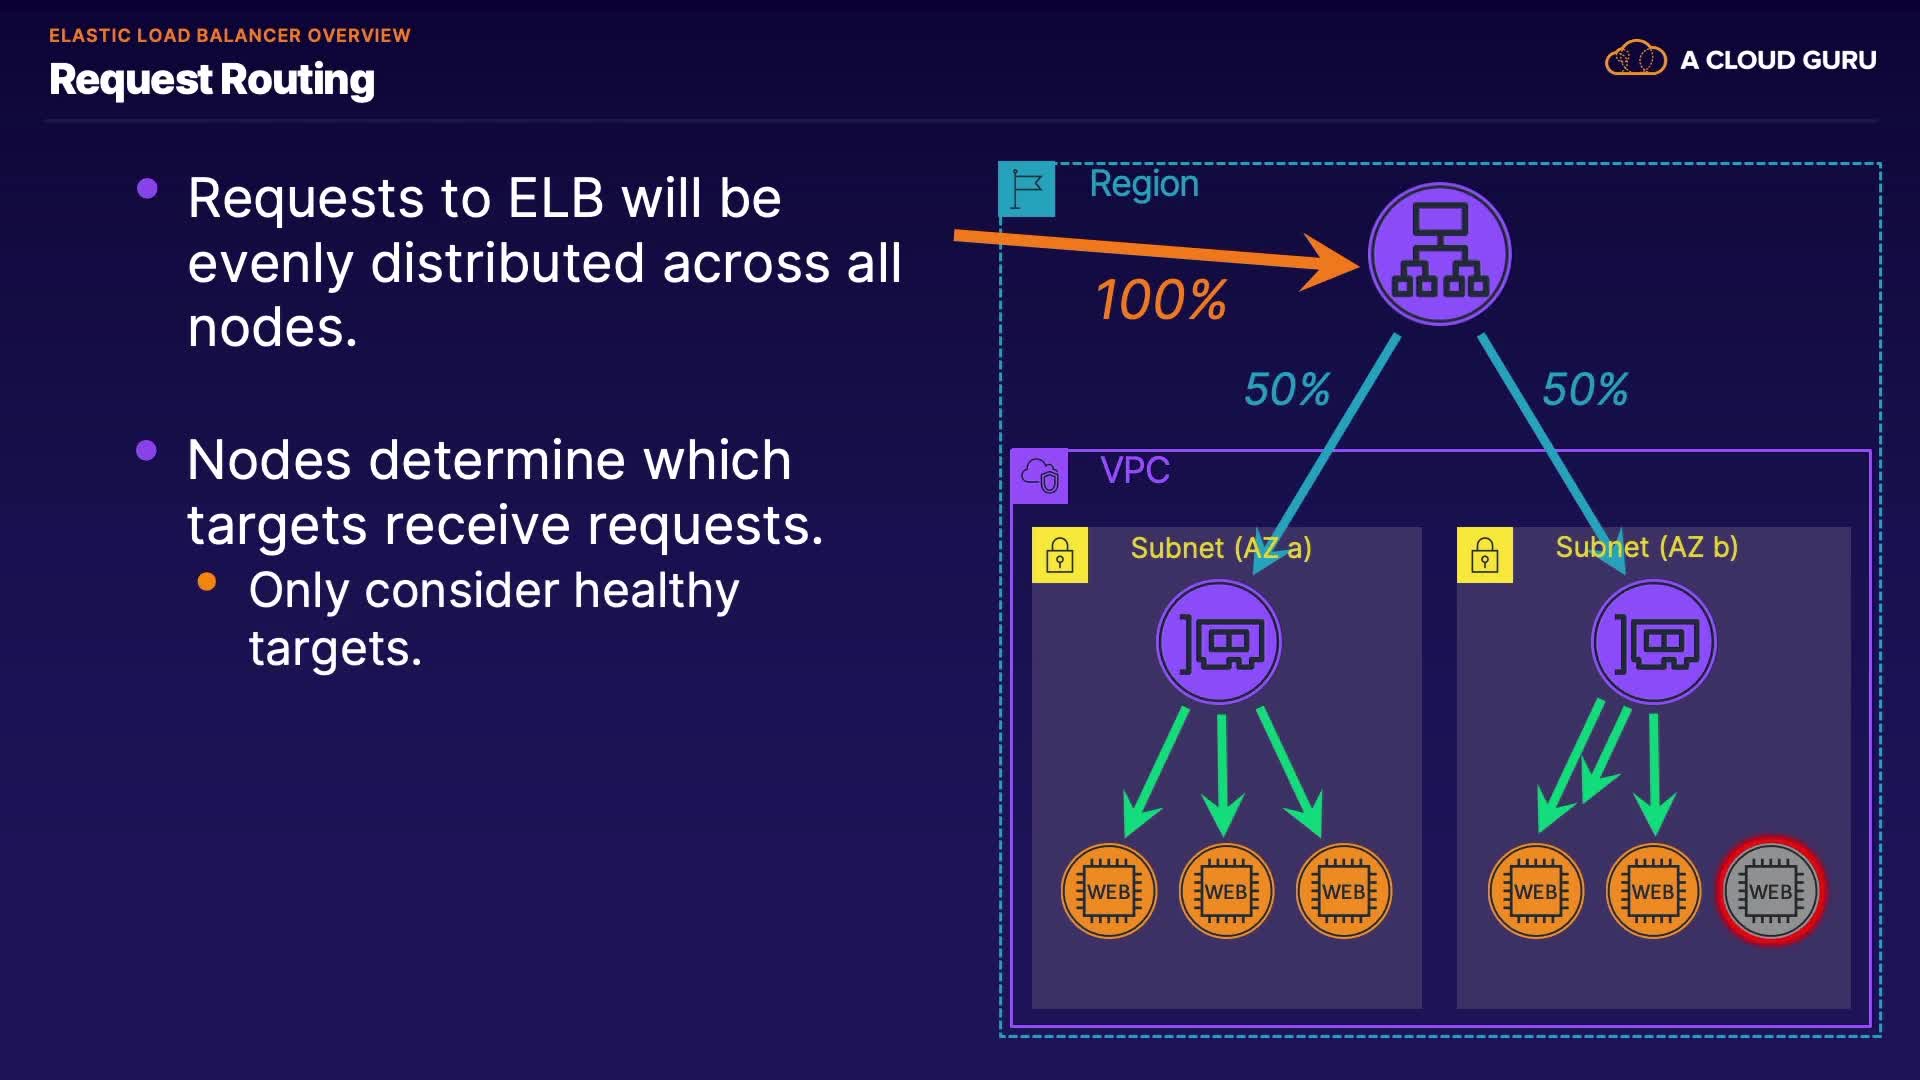 ELASTIC LOAD BALANCER OVERVIEW
Request Routing
A CLOUD GURU
Requests to ELB will be
evenly distributed across all
nodes.
Nodes determine which
targets receive requests.
Only consider healthy
targets.
Region
100%
50%
50%
VPC
Subnet (AZ a)
Subnet (AZ b)
WEB
WEB
WEB
WEB
WEB
WEB